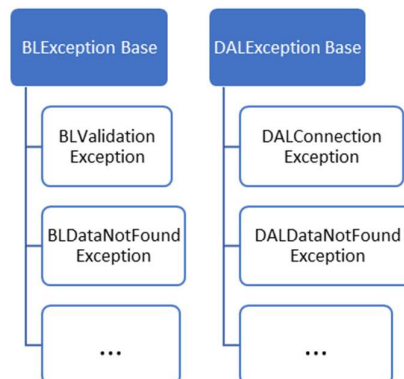 BLException Base
BLValidation
Exception
BLDataNotFound
Exception
...
DALException Base
DALConnection
Exception
DALDataNotFound
Exception
...